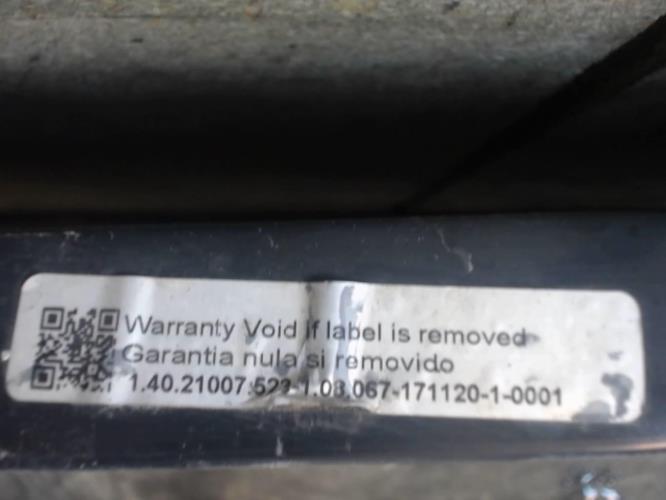 Warranty Void if label is removed
Garantia nula si removido
1.40.21007.523-1.08.067-171120-1-0001